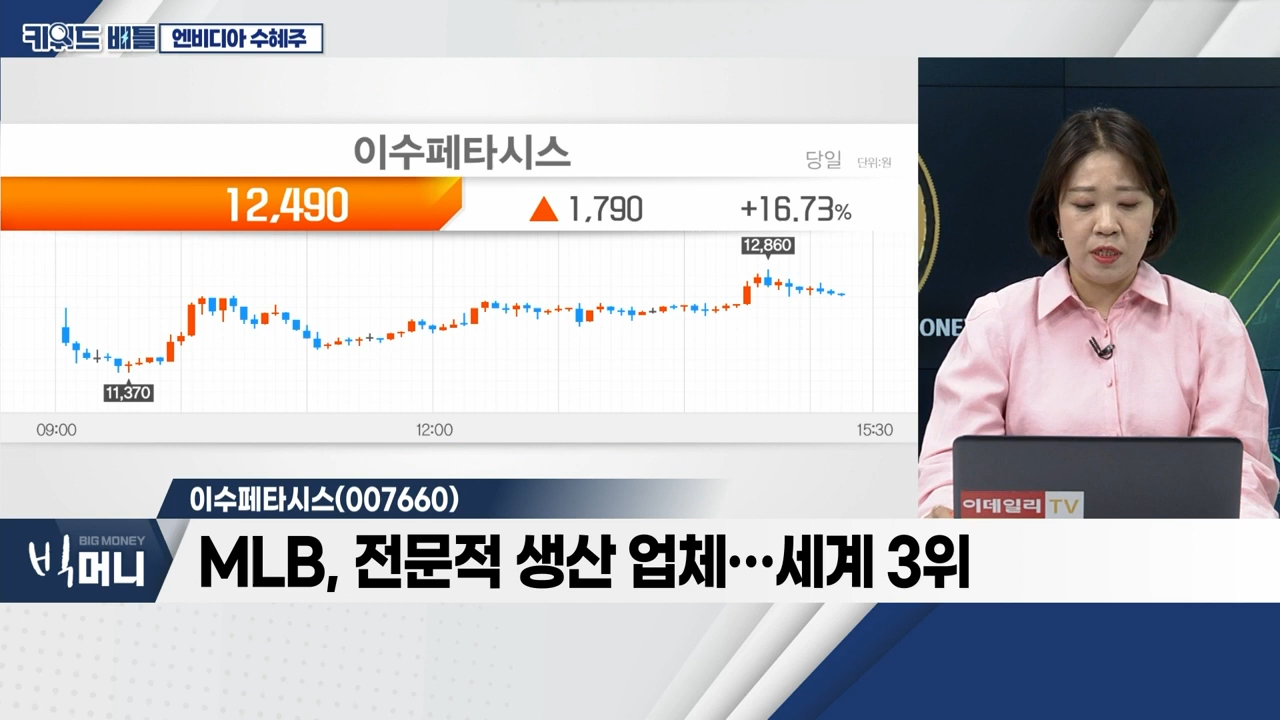 키워드 배틀
엔비디아 수혜주
이수페타시스
당일 단위:원
12,490 ▲ 1,790 +16.73%
12,860
11,370
09:00 12:00 15:30
ONE
이데일리 TV
이수페타시스(007660)
BIG MONEY
빅머니
MLB, 전문적 생산 업체…세계 3위